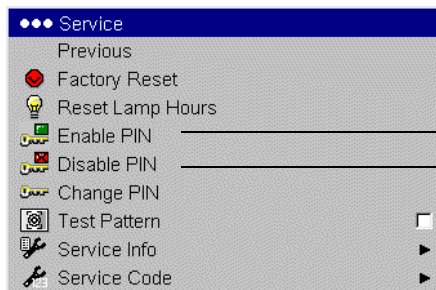 Service
Previous
Factory Reset
Reset Lamp Hours
Enable PIN
Disable PIN
Change PIN
Test Pattern
Service Info
Service Code